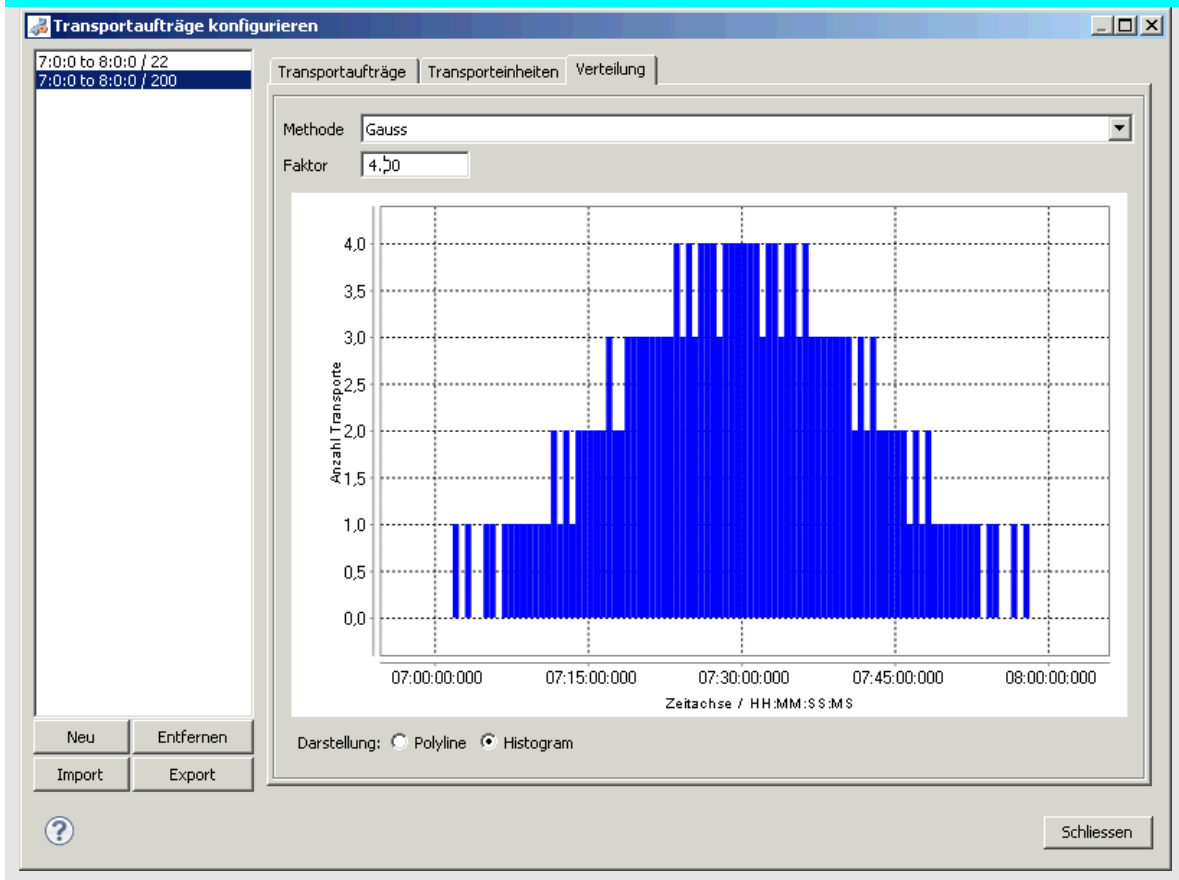 Transportaufträge konfigurieren
7:0:0 to 8:0:0 / 22
7:0:0 to 8:0:0 / 200
Transportaufträge
Transporteinheiten
Verteilung
Methode
Gauss
Faktor
4.00
4,0
3,5
3,0
2,5
2,0
1,5
1,0
0,5
0,0
Anzahl Transporte
07:00:00:000
07:15:00:000
07:30:00:000
07:45:00:000
08:00:00:000
Zeitachse / HH:MM:SS:MS
Darstellung:
Polyline
Histogram
Neu
Entfernen
Import
Export
?
Schliessen